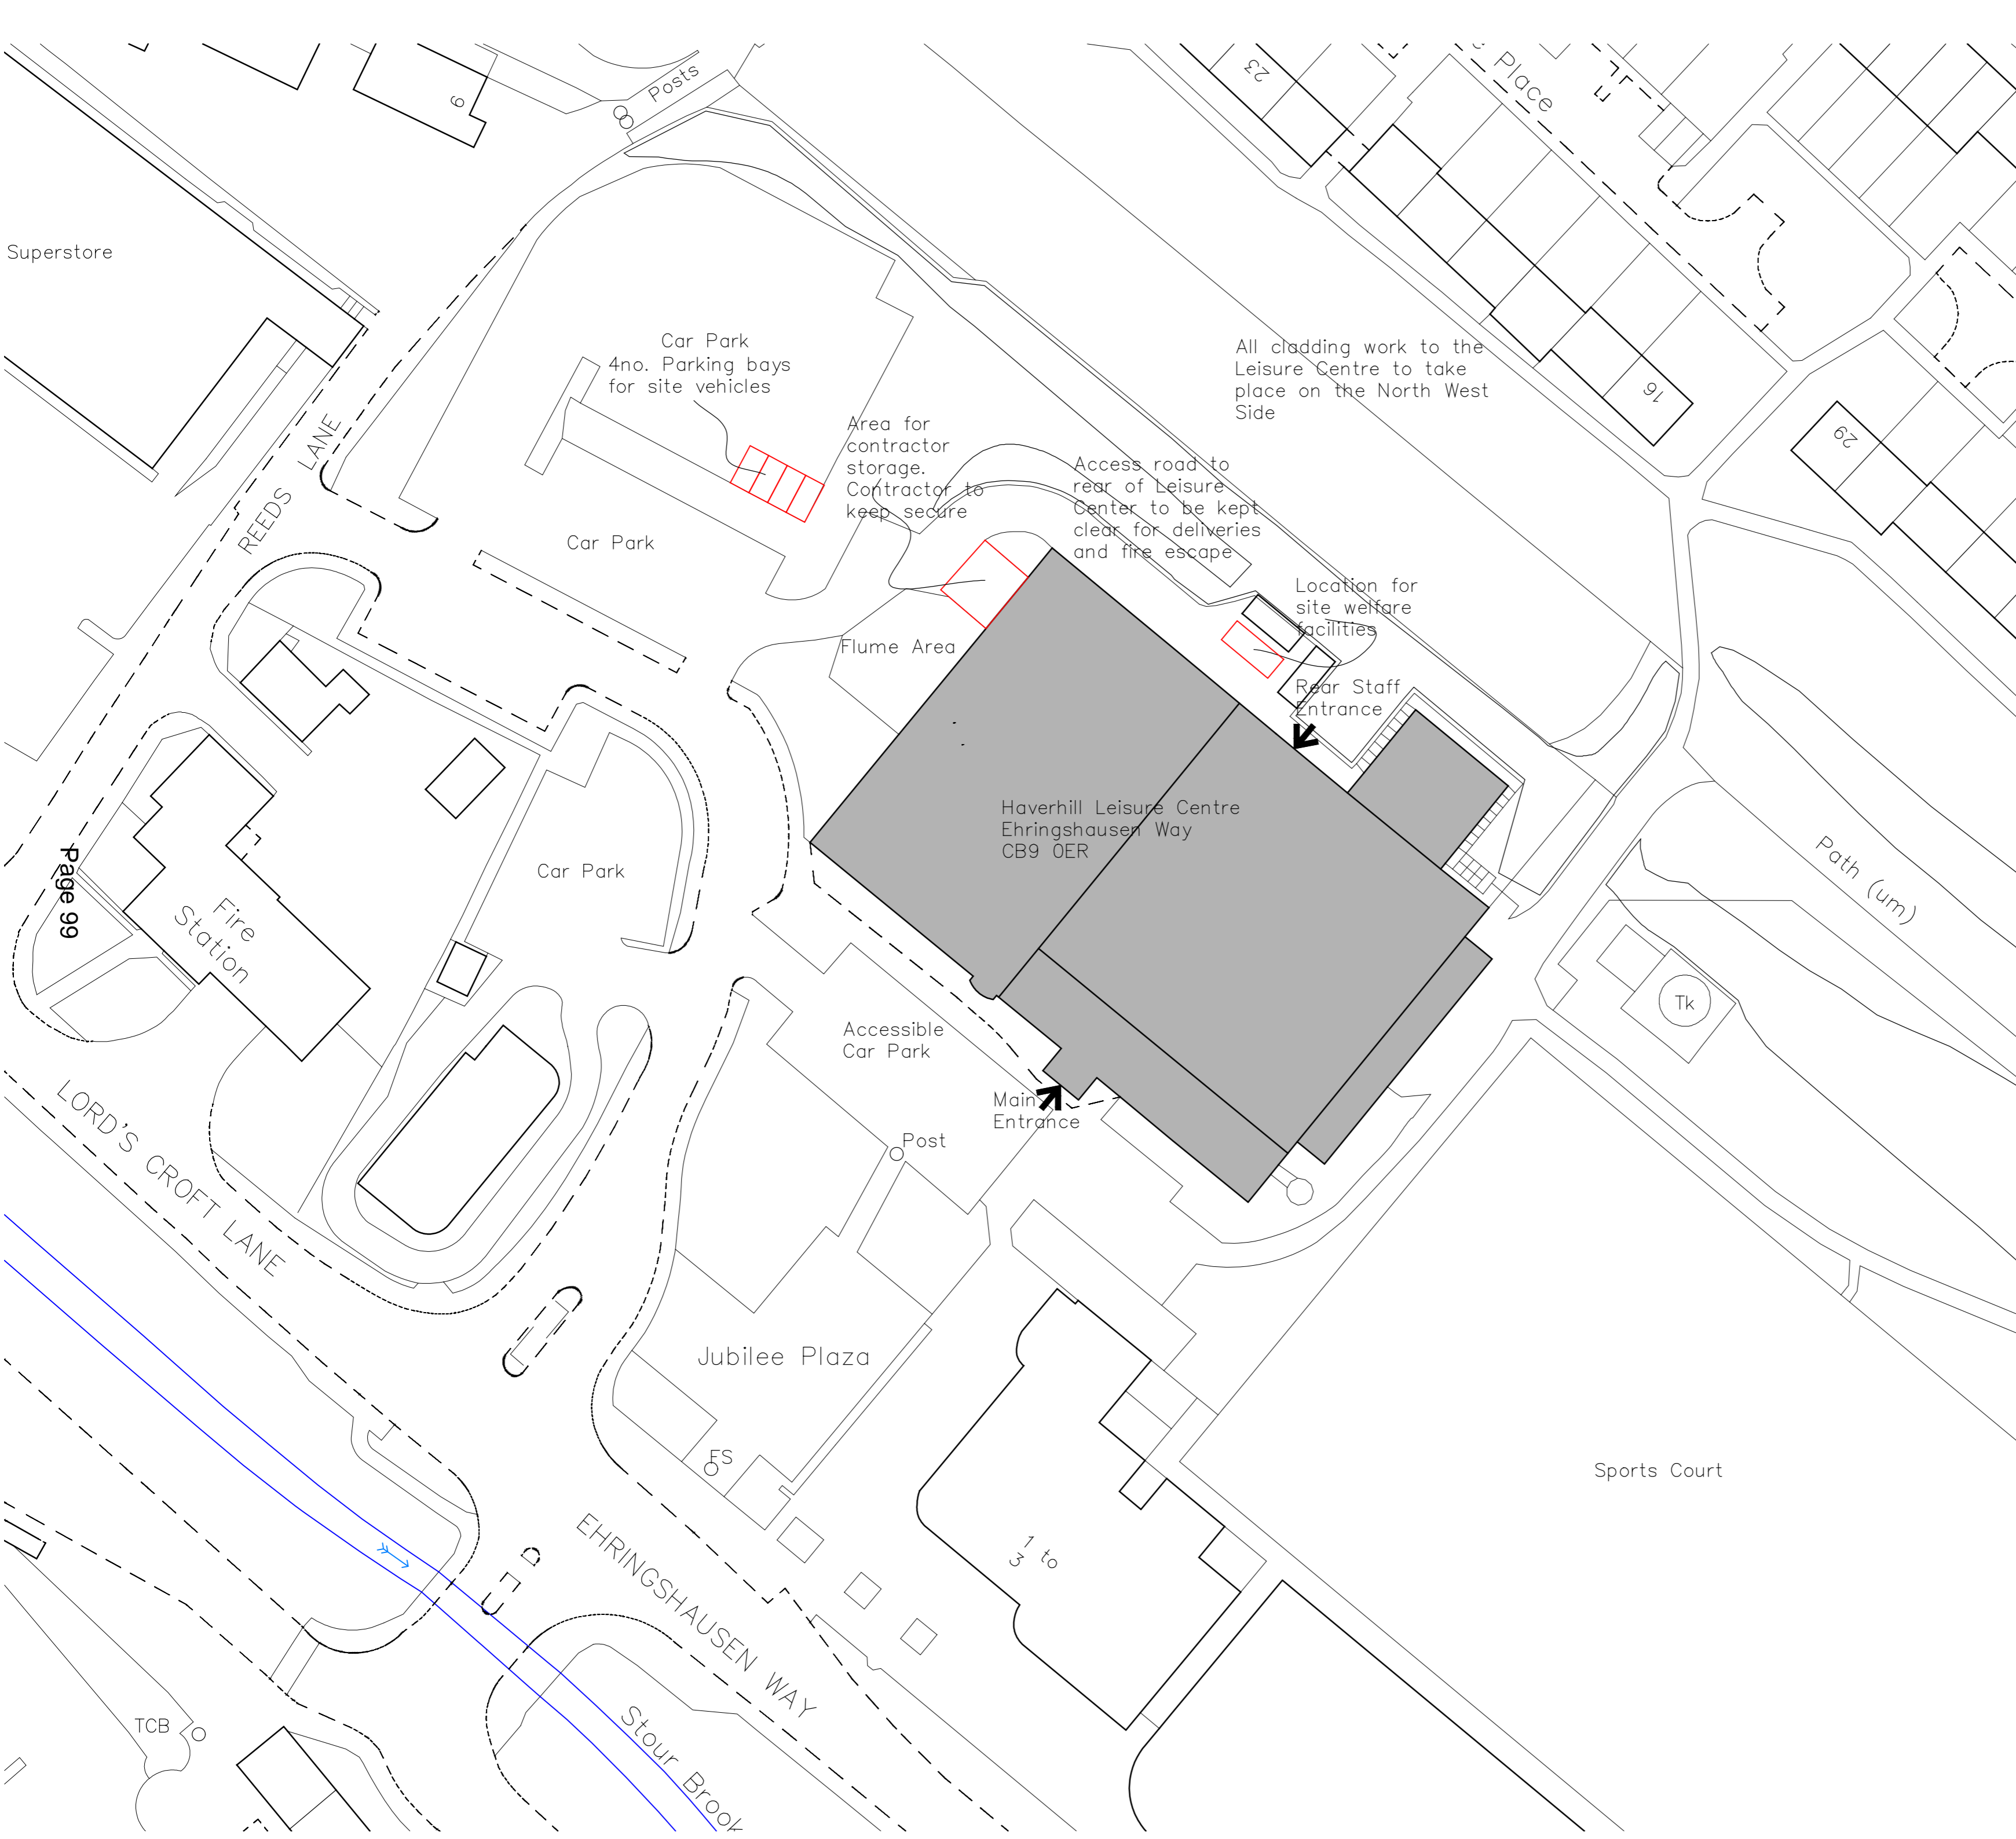 Posts
23
Place
6
Superstore
Car Park
4no. Parking bays
for site vehicles
All cladding work to the
Leisure Centre to take
place on the North West
Side
16
29
Area for
contractor
storage.
Contractor to
keep secure
Access road to
rear of Leisure
Center to be kept
clear for deliveries
and fire escape
REEDS LANE
Car Park
Location for
site welfare
facilities
Flume Area
Rear Staff
Entrance
Haverhill Leisure Centre
Ehringshausen Way
CB9 0ER
Page 99
Fire
Station
Car Park
Path (um)
Tk
Accessible
Car Park
Main
Entrance
Post
LORD'S CROFT LANE
Jubilee Plaza
FS
Sports Court
1 to
3
EHRINGSHAUSEN WAY
Stour Brook
TCB